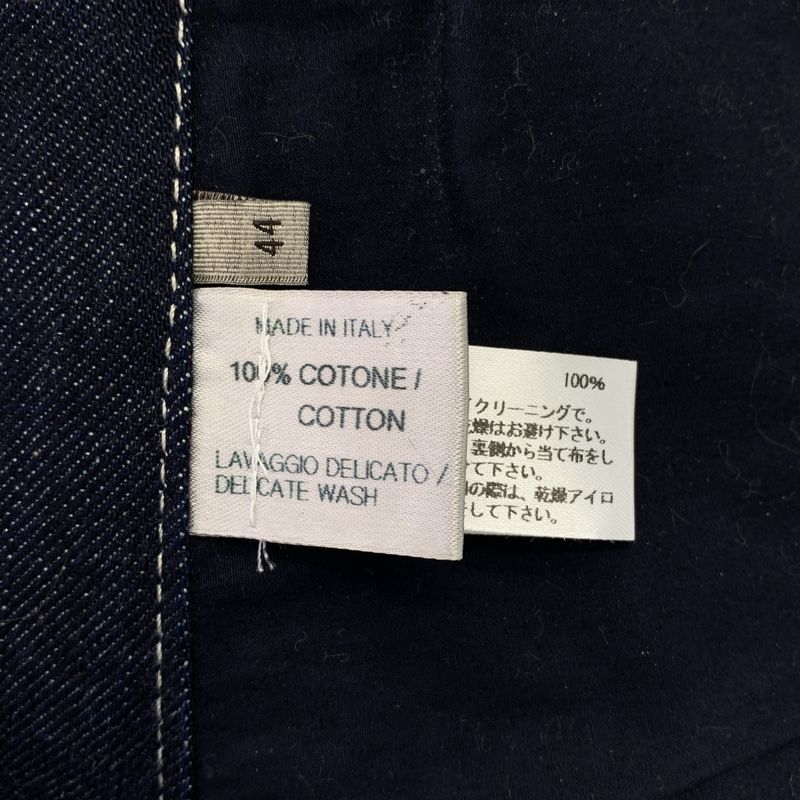 44
MADE IN ITALY
100% COTONE /
COTTON
LAVAGGIO DELICATO /
DELICATE WASH
100%
クリーニングで。
燥はお避け下さい。
裏側から当て布をし
て下さい。
の際は、乾燥アイロ
して下さい。